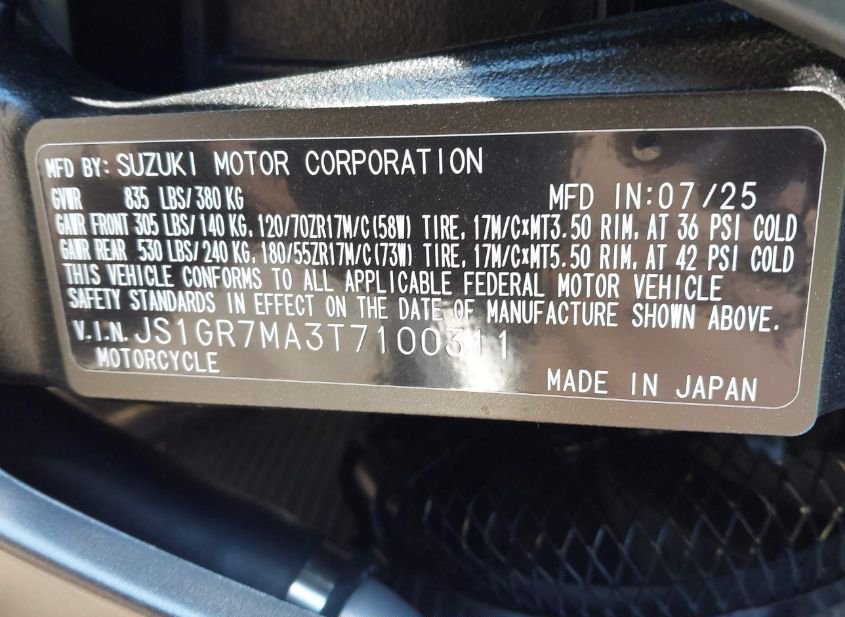 MFD BY: SUZUKI MOTOR CORPORATION
GVWR 835 LBS/380 KG MFD IN:07/25
GAWR FRONT 305 LBS/140 KG, 120/70ZR17M/C(58W) TIRE, 17M/C×MT3.50 RIM, AT 36 PSI COLD
GAWR REAR 530 LBS/240 KG, 180/55ZR17M/C(73W) TIRE, 17M/C×MT5.50 RIM, AT 42 PSI COLD
THIS VEHICLE CONFORMS TO ALL APPLICABLE FEDERAL MOTOR VEHICLE
SAFETY STANDARDS IN EFFECT ON THE DATE OF MANUFACTURE SHOWN ABOVE.
V.I.N. JS1GR7MA3T7100311
MOTORCYCLE MADE IN JAPAN